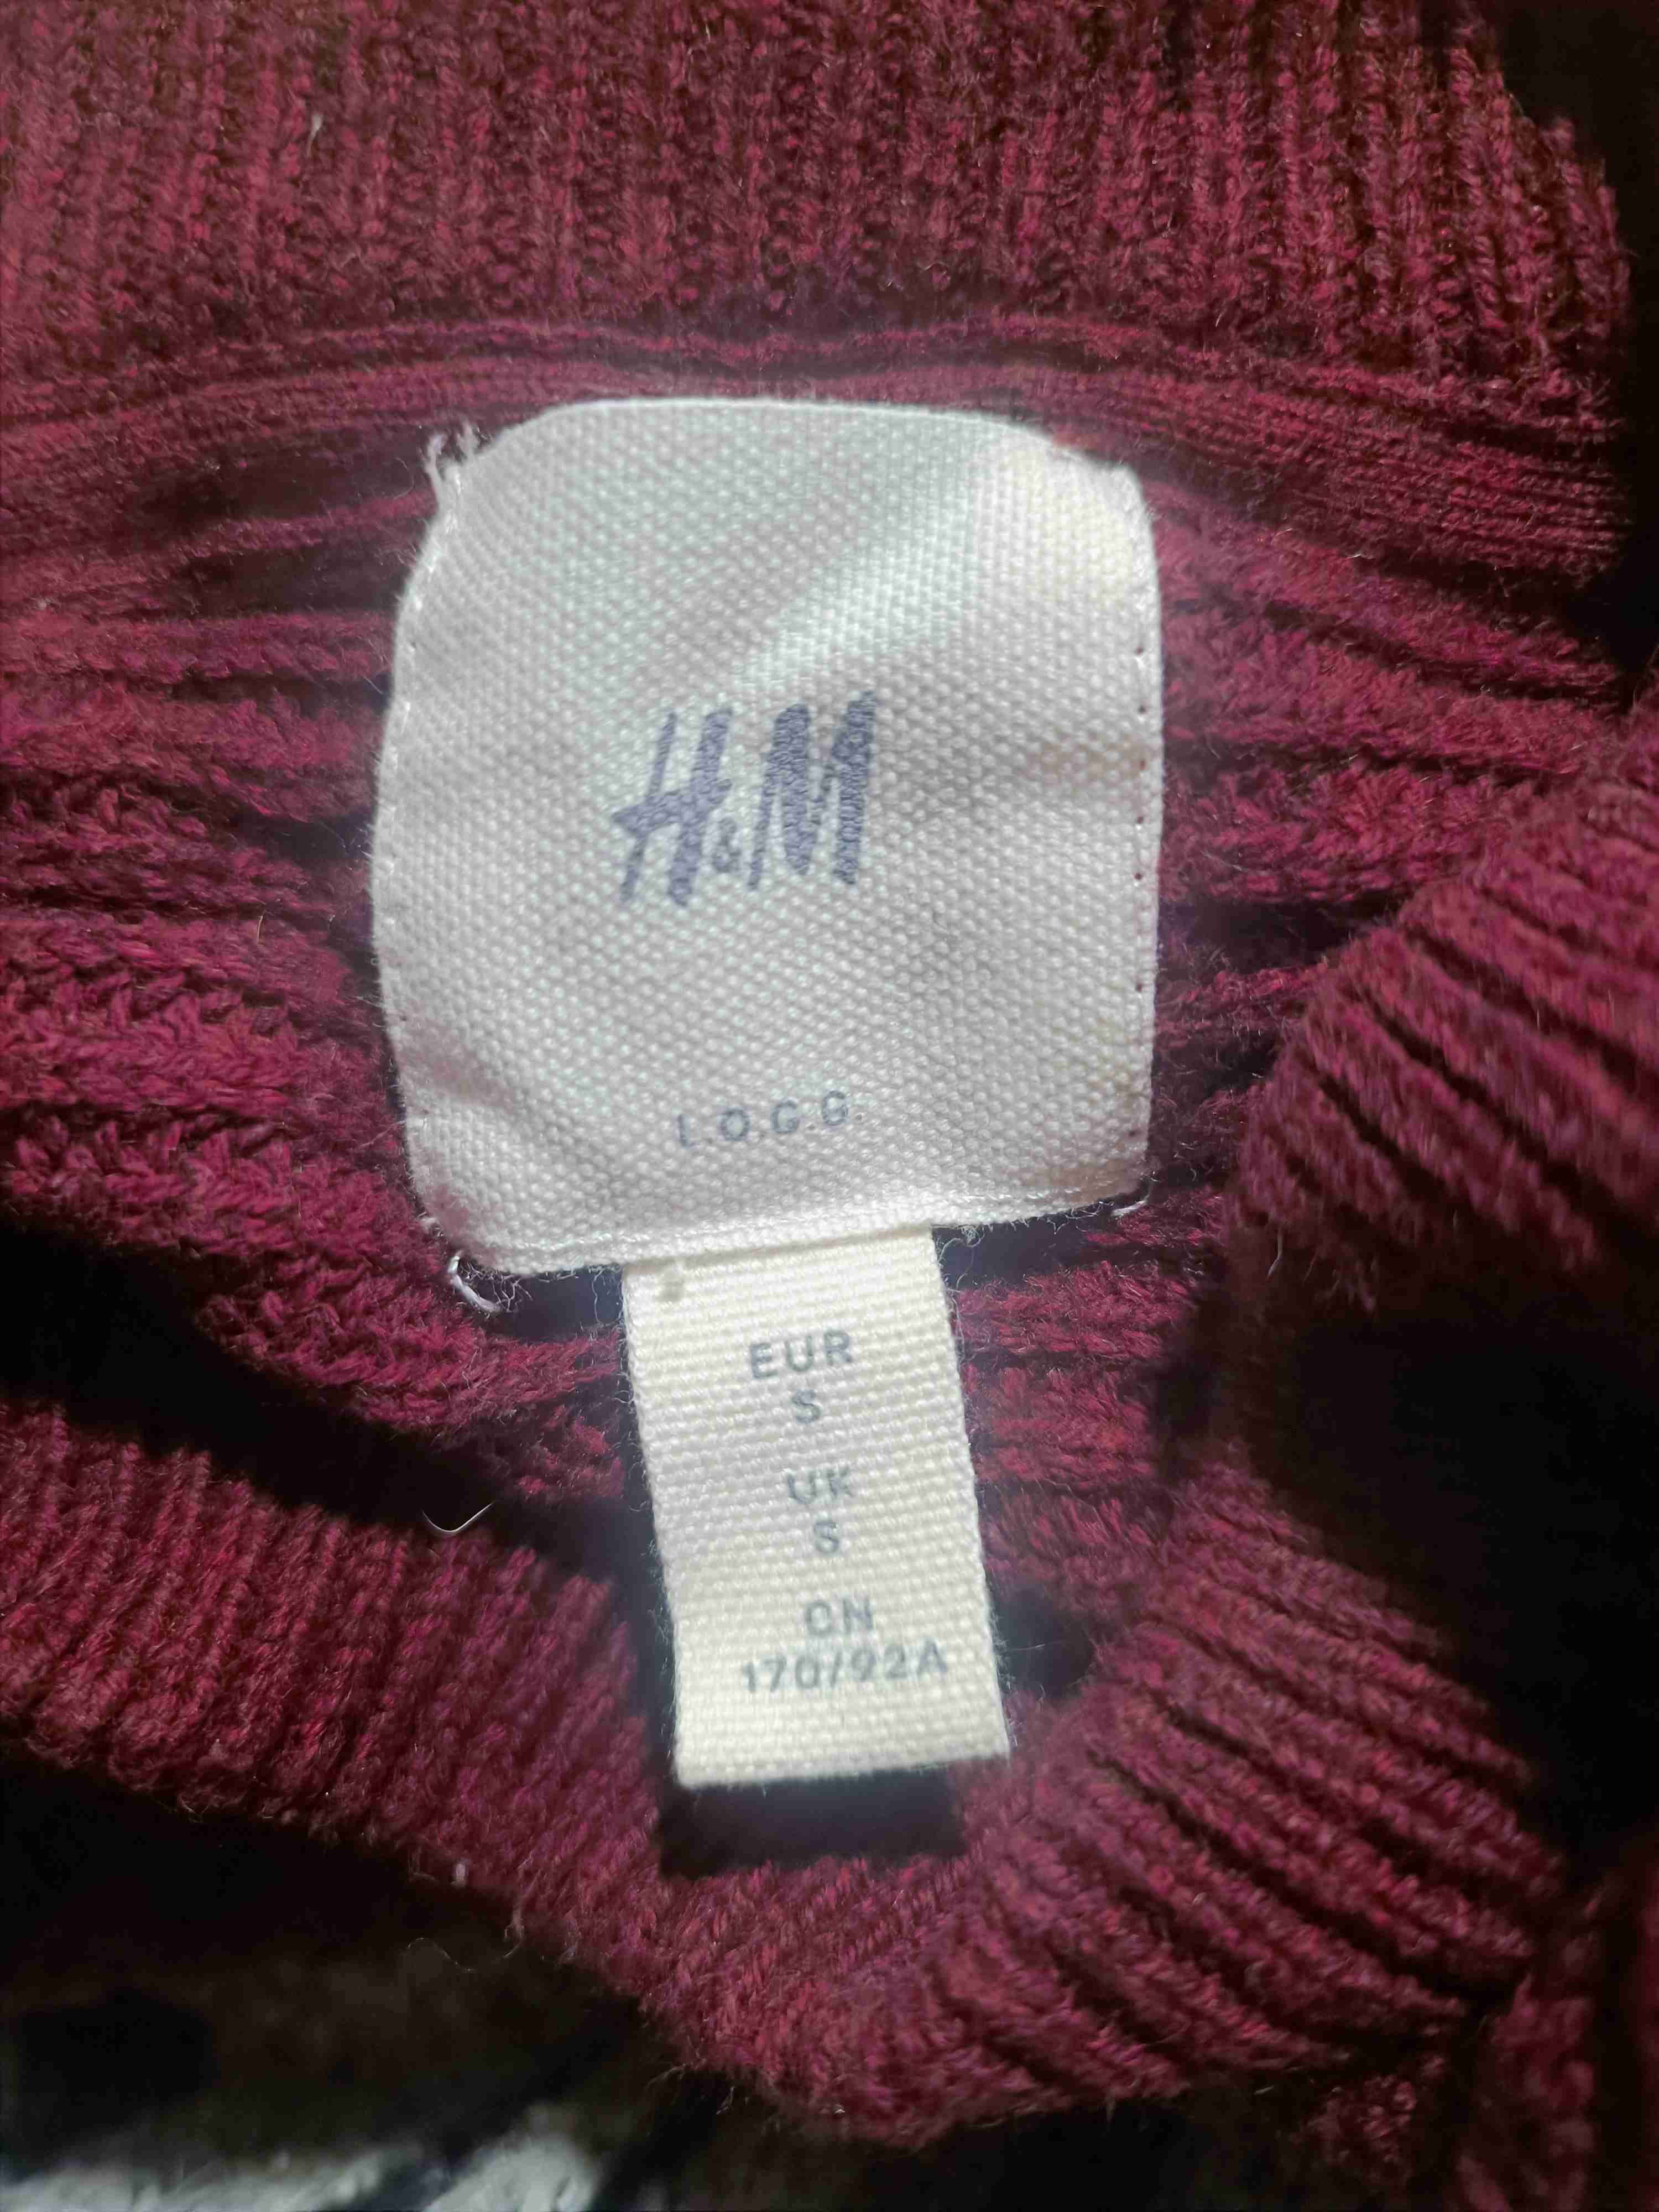 H&M
L.O.G.G.
EUR
S
UK
S
CN
170/92A